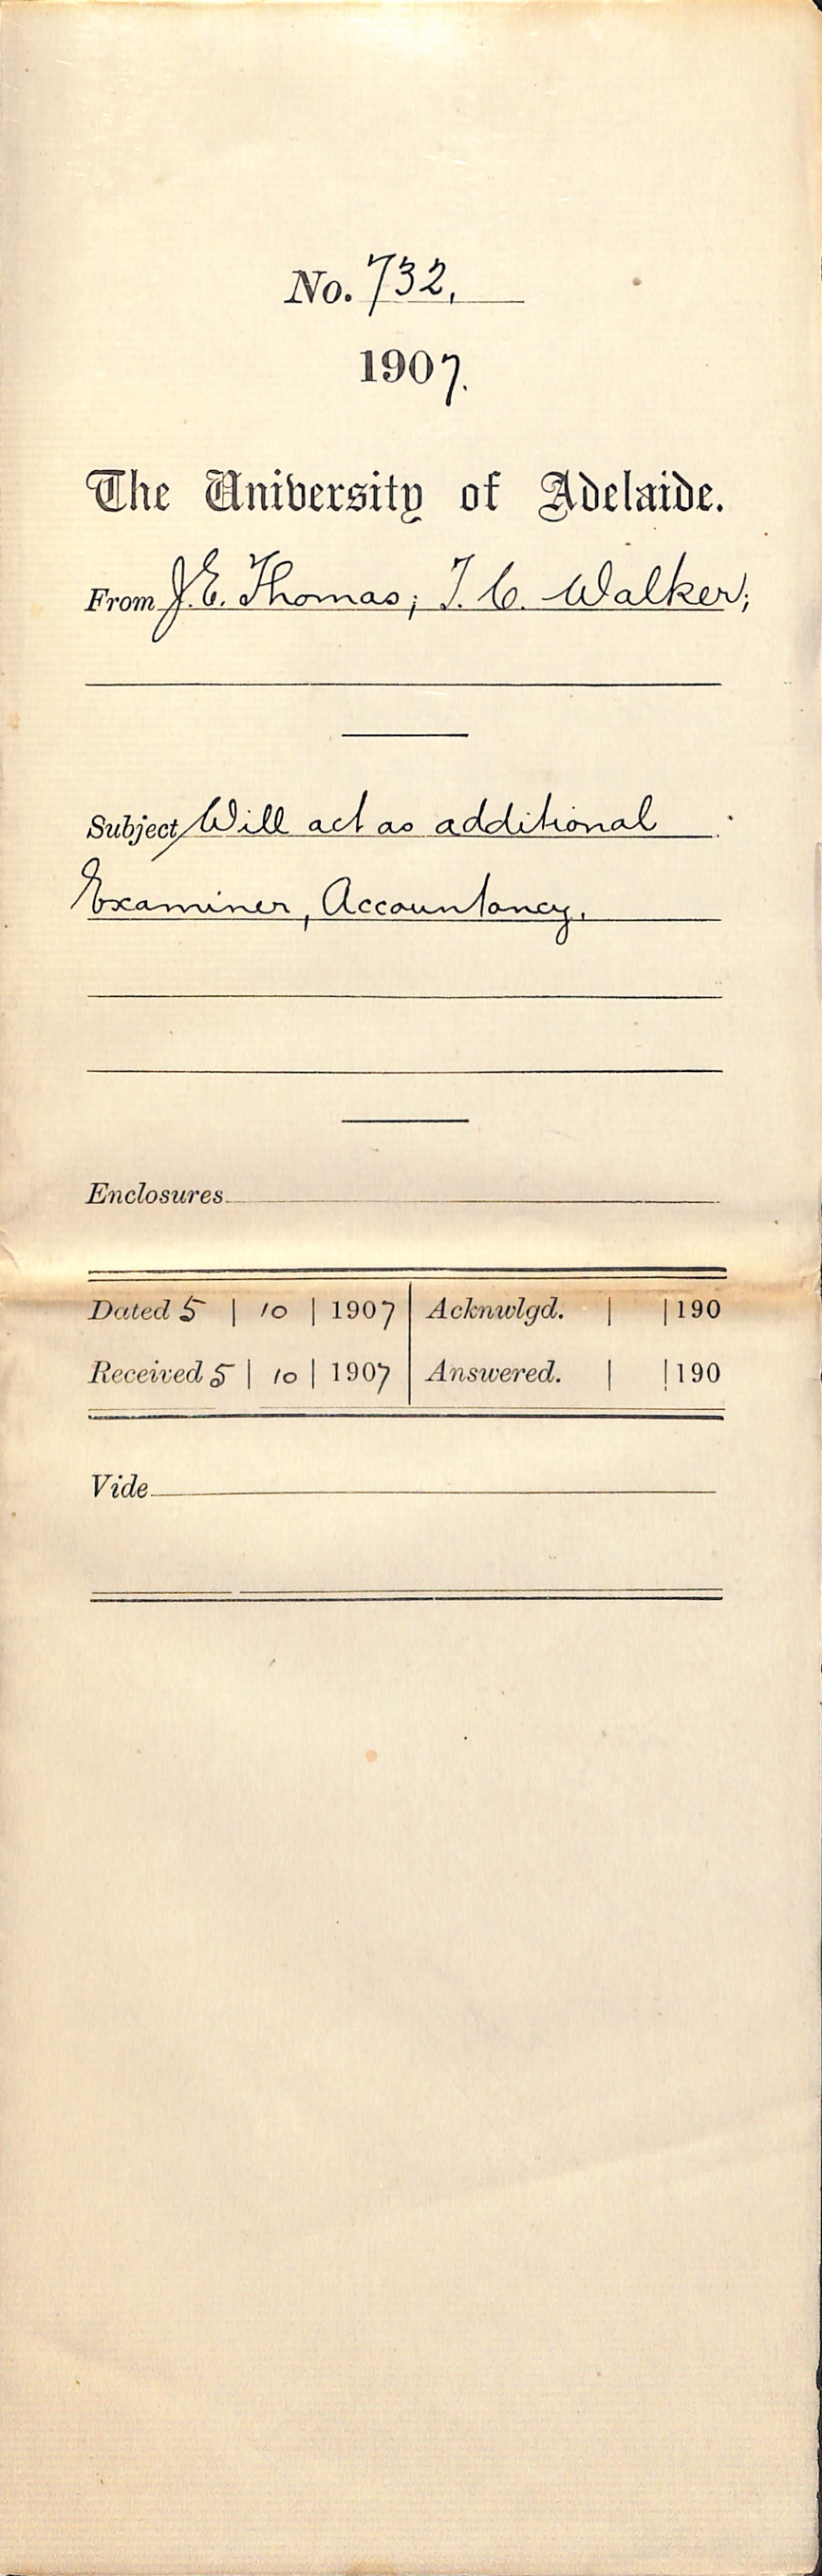 No. 732.
1907.
The University of Adelaide.
From J. E. Thomas; T. C. Walker;
Subject Will act as additional
Examiner, Accountancy.
Enclosures
Dated 5 | 10 | 1907 Acknwlgd. | | 190
Received 5 | 10 | 1907 Answered. | | 190
Vide